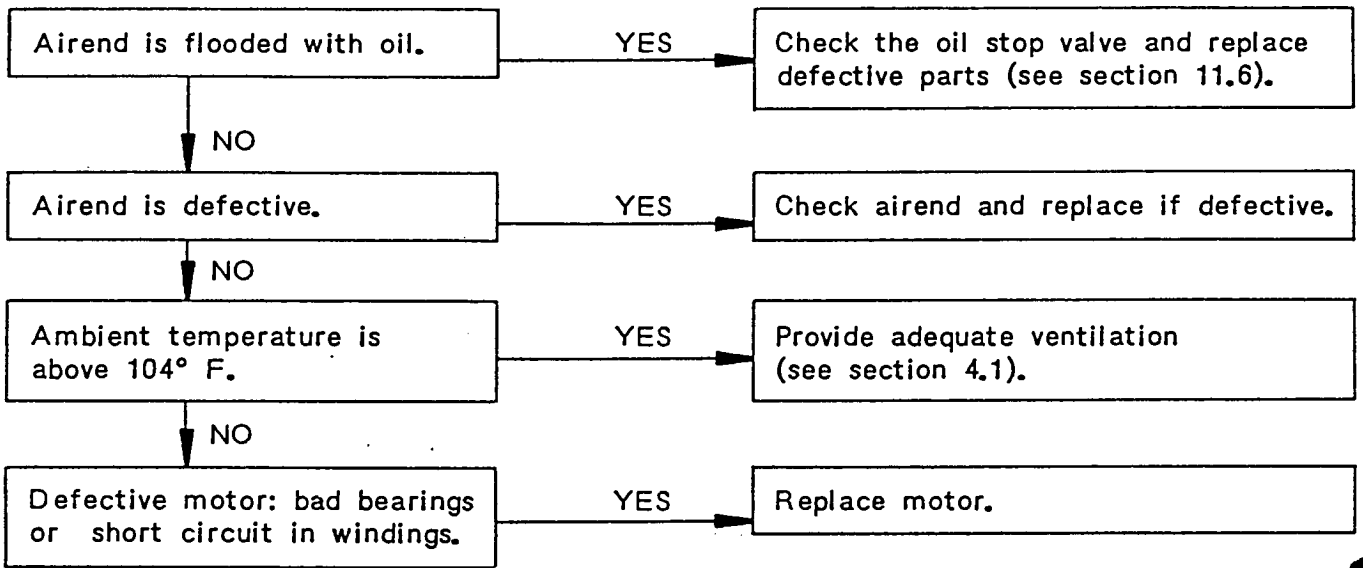 Airend is flooded with oil.
YES
Check the oil stop valve and replace
defective parts (see section 11.6).
NO
Airend is defective.
YES
Check airend and replace if defective.
NO
Ambient temperature is
above 104° F.
YES
Provide adequate ventilation
(see section 4.1).
NO
Defective motor: bad bearings
or short circuit in windings.
YES
Replace motor.